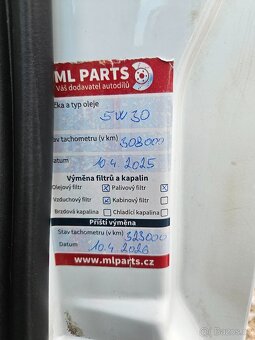 ML PARTS
Váš dodavatel autodílů
čka a typ oleje
5W30
tav tachometru (v km) 308000
atum 10.4 2025
Výměna filtrů a kapalin
Olejový filtr Palivový filtr
Vzduchový filtr Kabinový filtr
Brzdová kapalina Chladící kapalina
Příští výměna
Stav tachometru (v km) 323000
Datum 10.4 2026
www.mlparts.cz